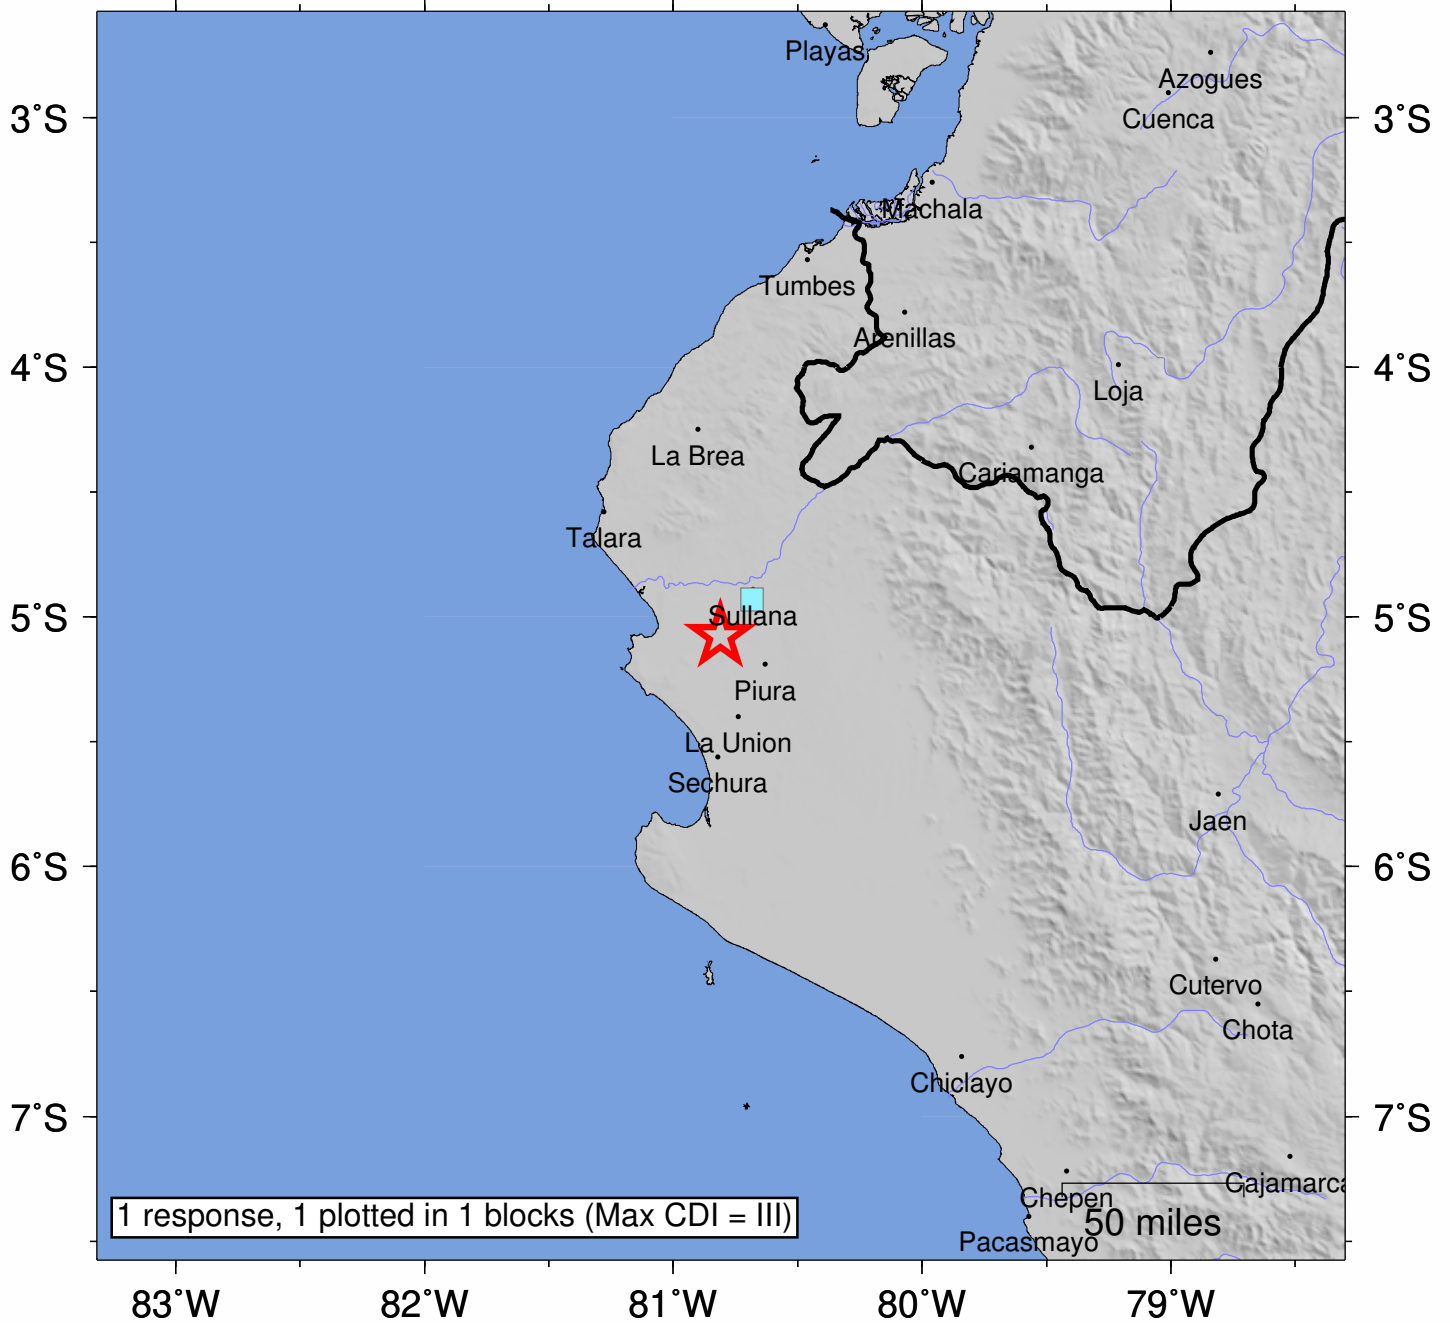 Playas
Azogues
3°S
3°S
Cuenca
Machala
Tumbes
Arenillas
4°S
4°S
Loja
La Brea
Cariamanga
Talara
5°S
Sullana
5°S
Piura
La Union
Sechura
Jaen
6°S
6°S
Cutervo
Chota
Chiclayo
7°S
7°S
Cajamarca
Chepen
1 response, 1 plotted in 1 blocks (Max CDI = III)
50 miles
Pacasmayo
83°W
82°W
81°W
80°W
79°W